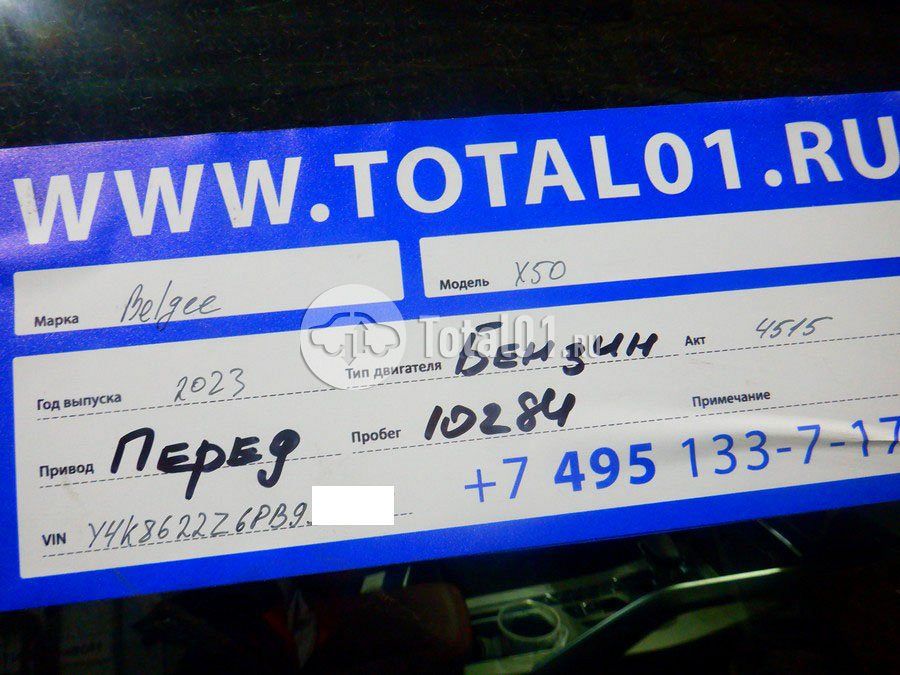 WWW.TOTAL01.RU
Марка Belgee Модель X50
Total01.ru
Год выпуска 2023 Тип двигателя Бензин Акт 4515
Привод Перед Пробег 10284 Примечание
+7 495 133-7-17
VIN Y4K8622Z6PB9